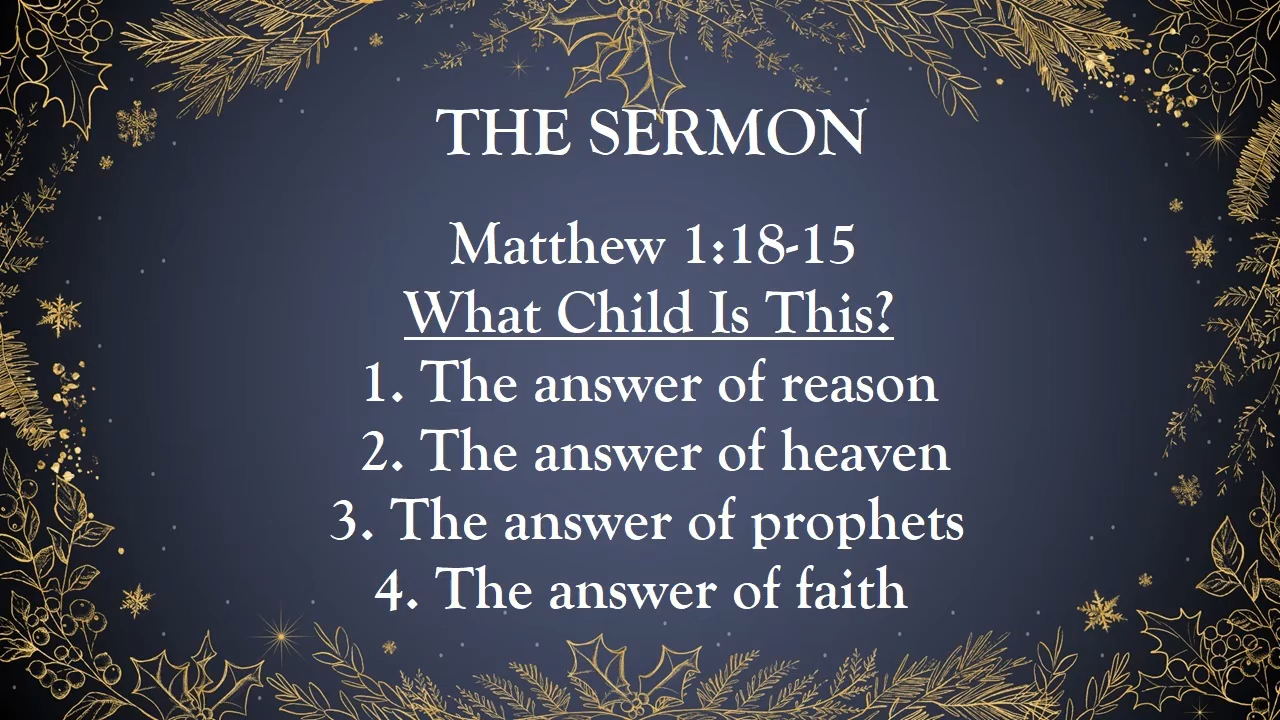 THE SERMON
Matthew 1:18-15
What Child Is This?
1. The answer of reason
2. The answer of heaven
3. The answer of prophets
4. The answer of faith